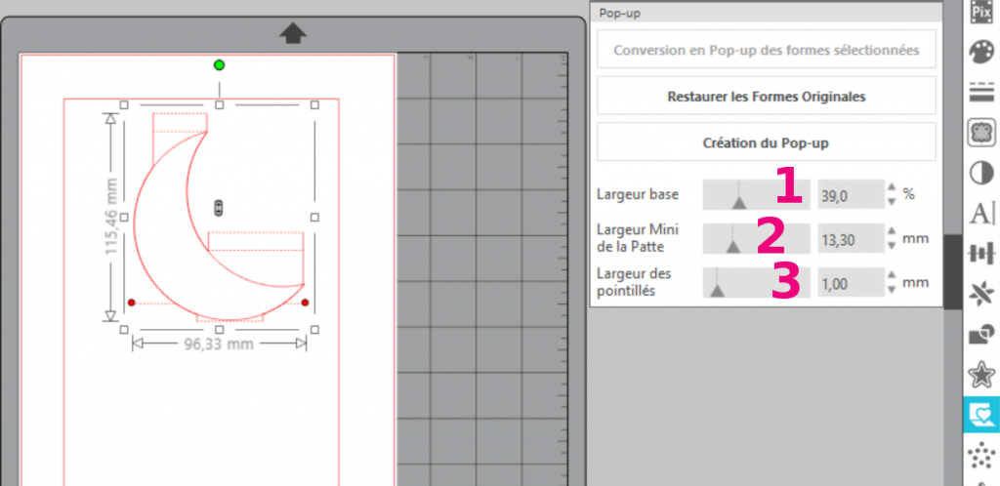 Pop-up
Conversion en Pop-up des formes sélectionnées
Restaurer les Formes Originales
Création du Pop-up
Largeur base
1
39,0
%
Largeur Mini
de la Patte
2
13,30
mm
Largeur des
pointillés
3
1,00
mm
115,46 mm
96,33 mm
Pix
A